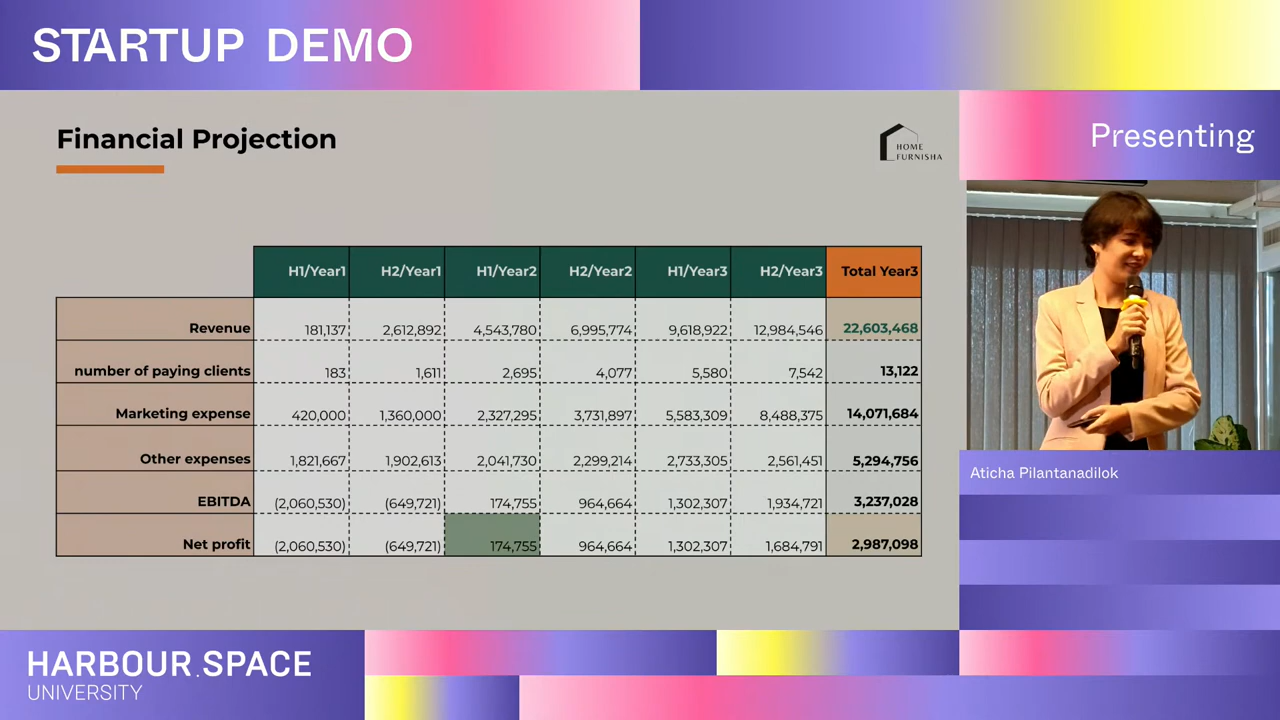 STARTUP DEMO
Financial Projection
HOME
FURNISHA
Presenting
H1/Year1 H2/Year1 H1/Year2 H2/Year2 H1/Year3 H2/Year3 Total Year3
Revenue 181,137 2,612,892 4,543,780 6,995,774 9,618,922 12,984,546 22,603,468
number of paying clients 183 1,611 2,695 4,077 5,580 7,542 13,122
Marketing expense 420,000 1,360,000 2,327,295 3,731,897 5,583,309 8,488,375 14,071,684
Other expenses 1,821,667 1,902,613 2,041,730 2,299,214 2,733,305 2,561,451 5,294,756
EBITDA (2,060,530) (649,721) 174,755 964,664 1,302,307 1,934,721 3,237,028
Net profit (2,060,530) (649,721) 174,755 964,664 1,302,307 1,684,791 2,987,098
Aticha Pilantanadilok
HARBOUR.SPACE
UNIVERSITY